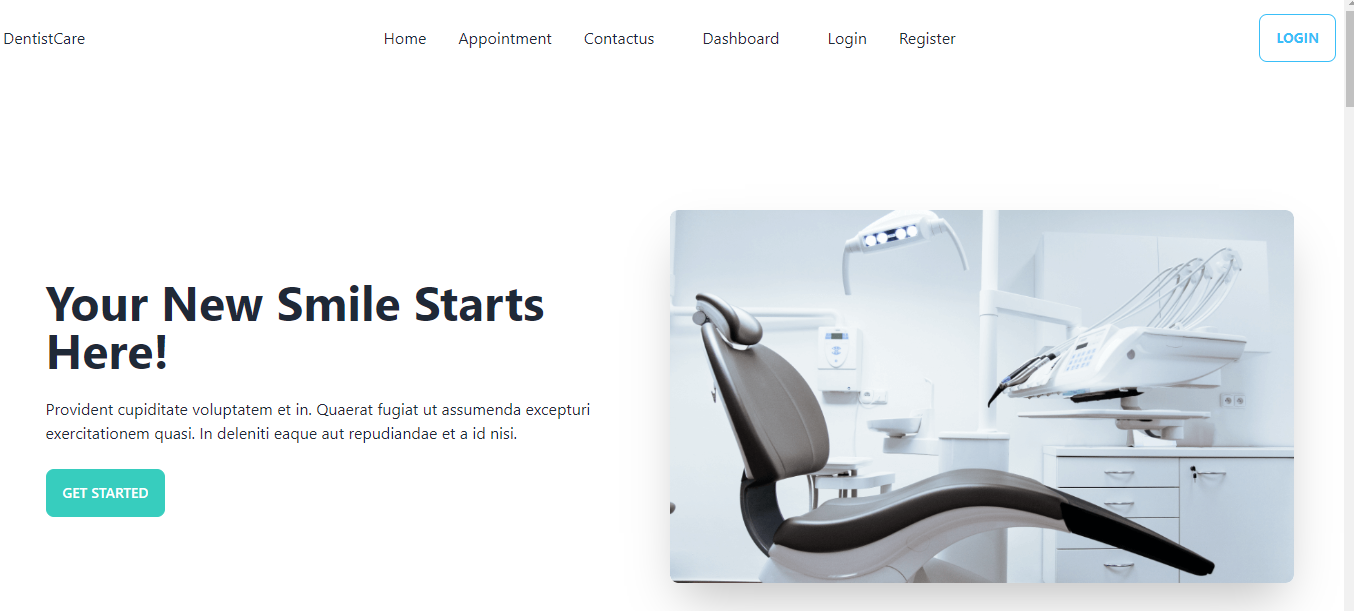 DentistCare
Home Appointment Contactus Dashboard Login Register
LOGIN
Your New Smile Starts
Here!
Provident cupiditate voluptatem et in. Quaerat fugiat ut assumenda excepturi
exercitationem quasi. In deleniti eaque aut repudiandae et a id nisi.
GET STARTED